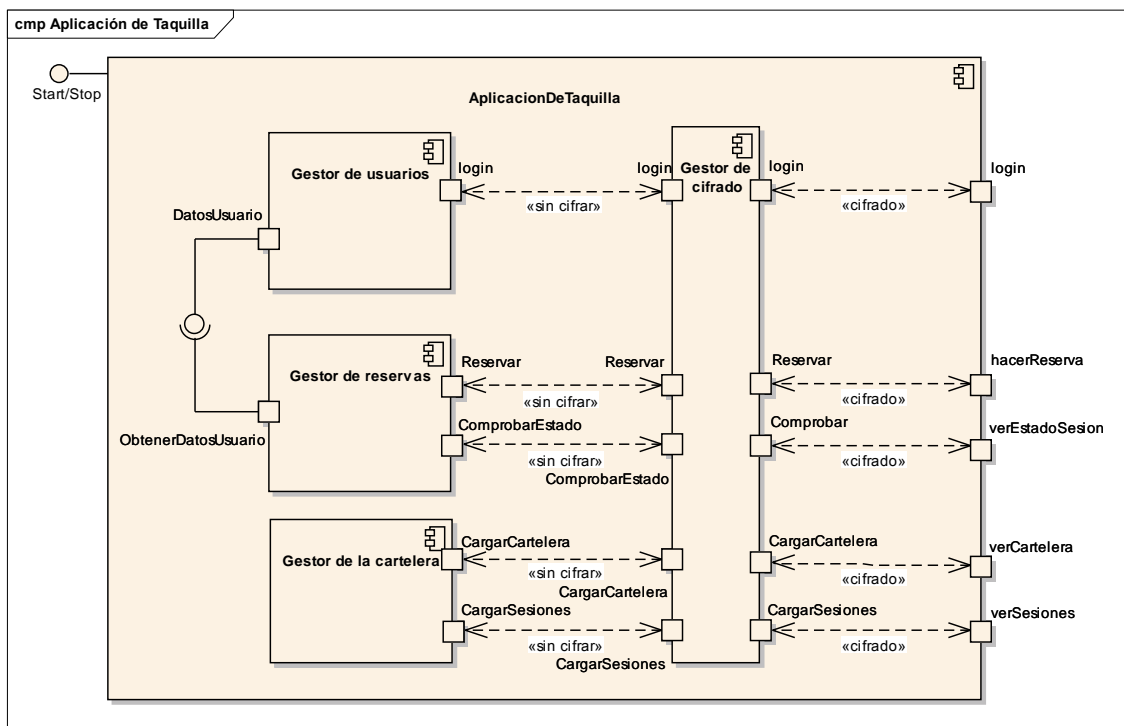 cmp Aplicación de Taquilla
Start/Stop
AplicacionDeTaquilla
Gestor de usuarios
login
«sin cifrar»
login
Gestor de
cifrado
login
«cifrado»
login
DatosUsuario
Gestor de reservas
ObtenerDatosUsuario
Reservar
«sin cifrar»
Reservar
Reservar
«cifrado»
hacerReserva
ComprobarEstado
«sin cifrar»
ComprobarEstado
Comprobar
«cifrado»
verEstadoSesion
Gestor de la cartelera
CargarCartelera
«sin cifrar»
CargarCartelera
CargarCartelera
«cifrado»
verCartelera
CargarSesiones
«sin cifrar»
CargarSesiones
CargarSesiones
«cifrado»
verSesiones